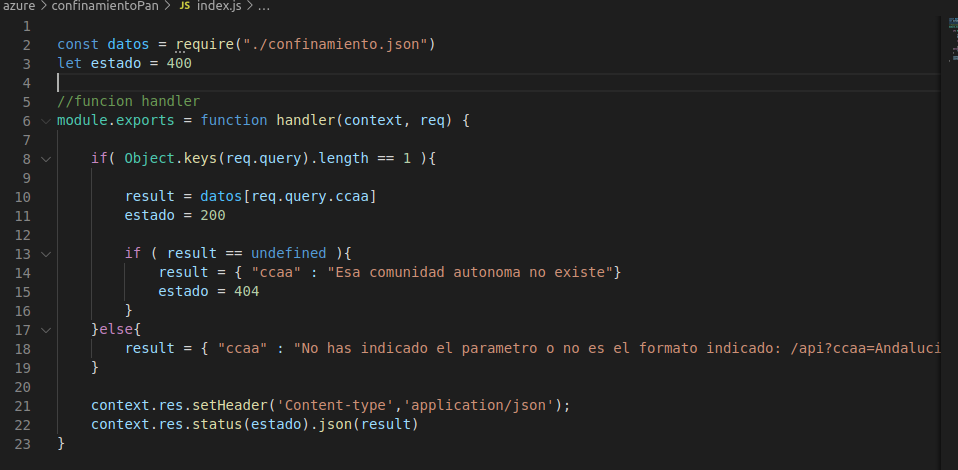 azure > confinamientoPan > JS index.js > ...
1
2 const datos = require("./confinamiento.json")
3 let estado = 400
4
5 //funcion handler
6 module.exports = function handler(context, req) {
7
8 if( Object.keys(req.query).length == 1 ){
9
10 result = datos[req.query.ccaa]
11 estado = 200
12
13 if ( result == undefined ){
14 result = { "ccaa" : "Esa comunidad autonoma no existe"}
15 estado = 404
16 }
17 }else{
18 result = { "ccaa" : "No has indicado el parametro o no es el formato indicado: /api?ccaa=Andaluci
19 }
20
21 context.res.setHeader('Content-type','application/json');
22 context.res.status(estado).json(result)
23 }